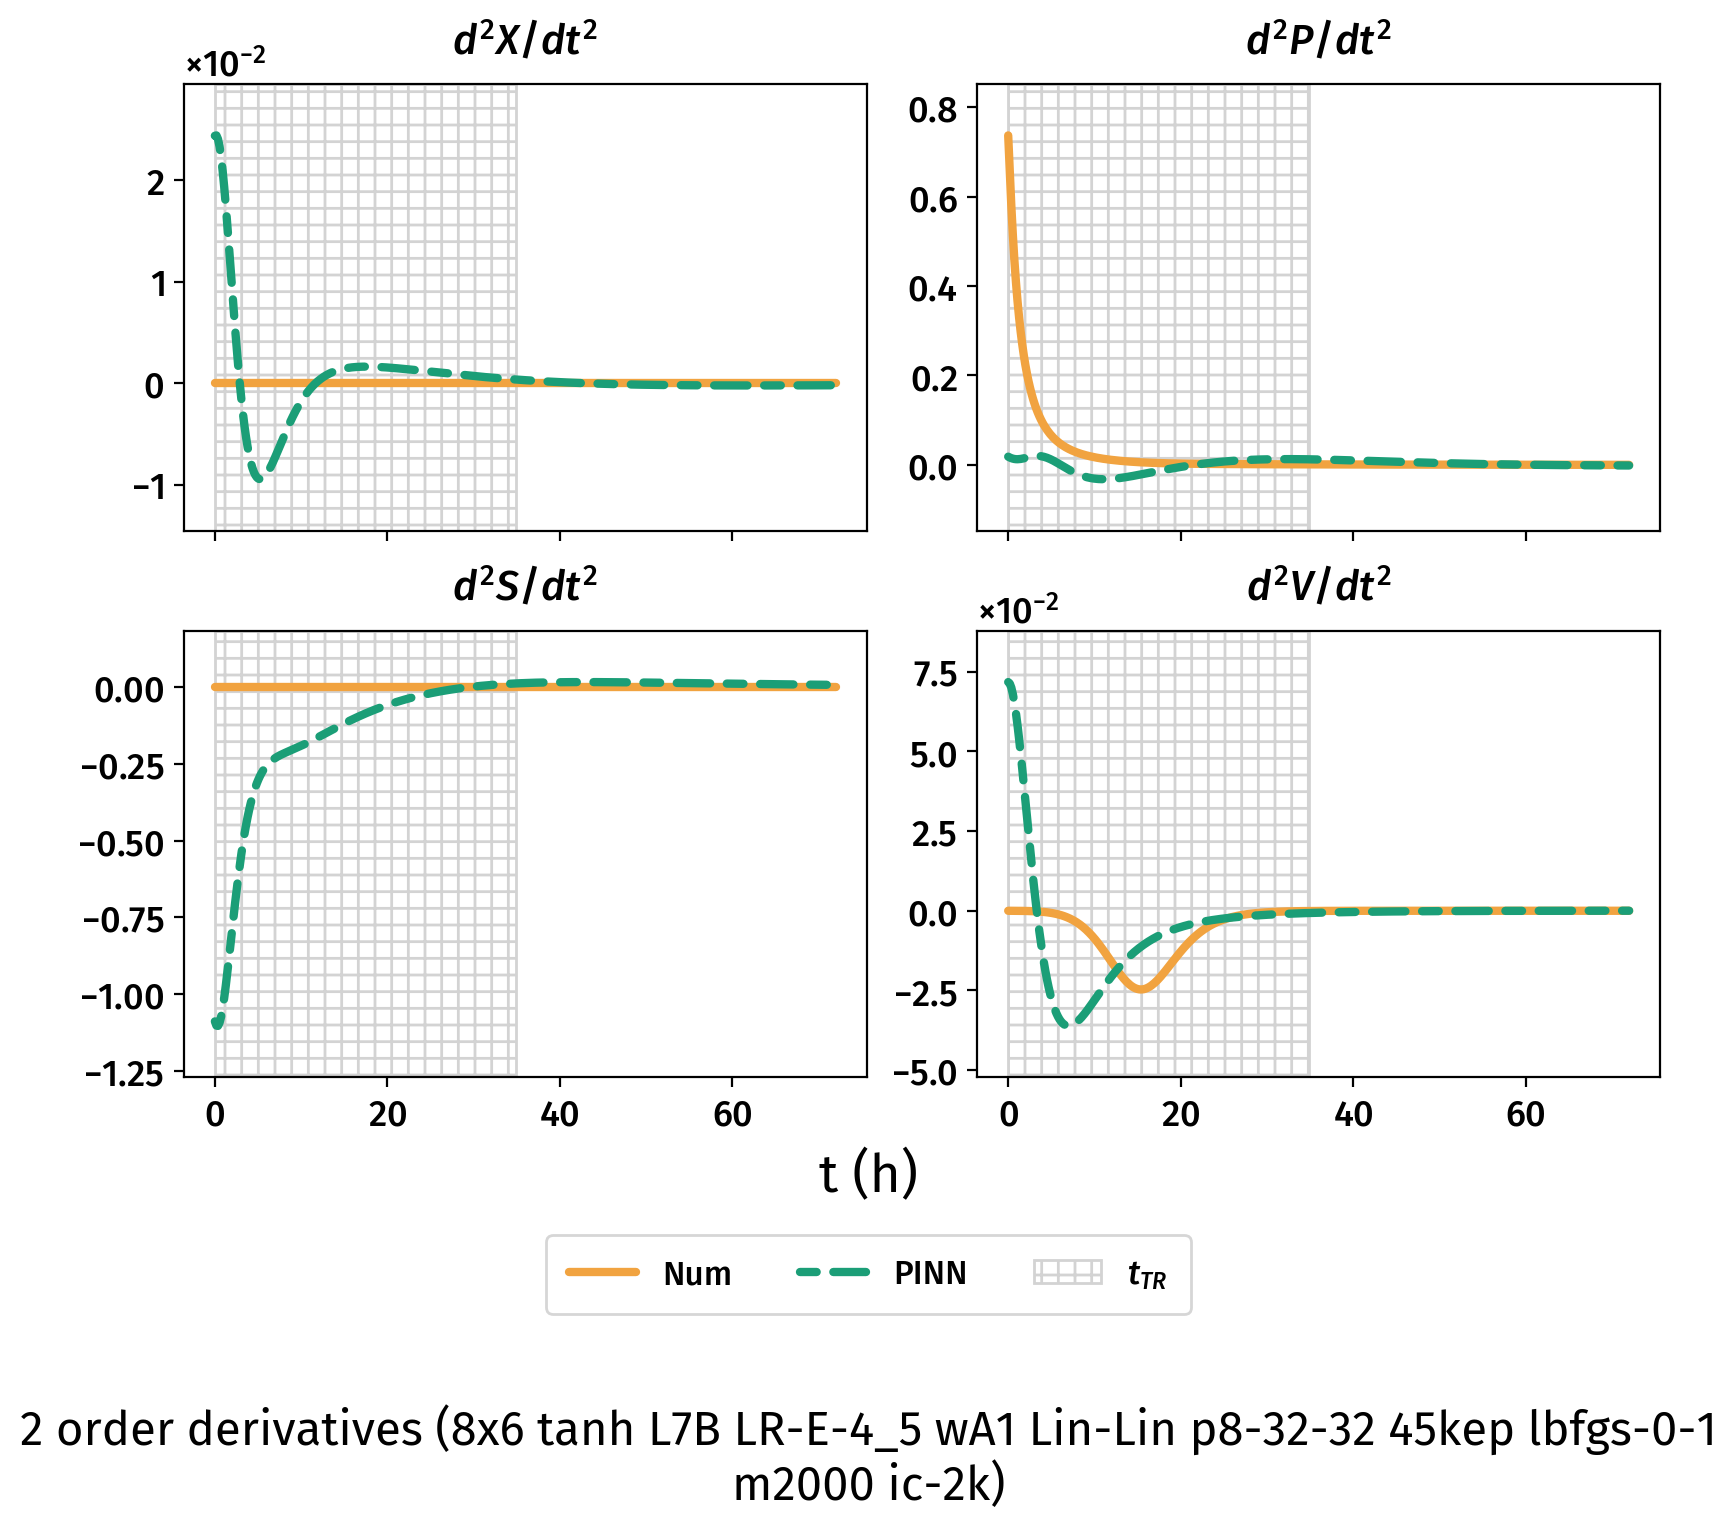 d²X/dt²
×10⁻²
2
1
0
−1
d²P/dt²
0.8
0.6
0.4
0.2
0.0
d²S/dt²
0.00
−0.25
−0.50
−0.75
−1.00
−1.25
0 20 40 60
d²V/dt²
×10⁻²
7.5
5.0
2.5
0.0
−2.5
−5.0
0 20 40 60
t (h)
Num PINN t_TR
2 order derivatives (8x6 tanh L7B LR-E-4_5 wA1 Lin-Lin p8-32-32 45kep lbfgs-0-1
m2000 ic-2k)